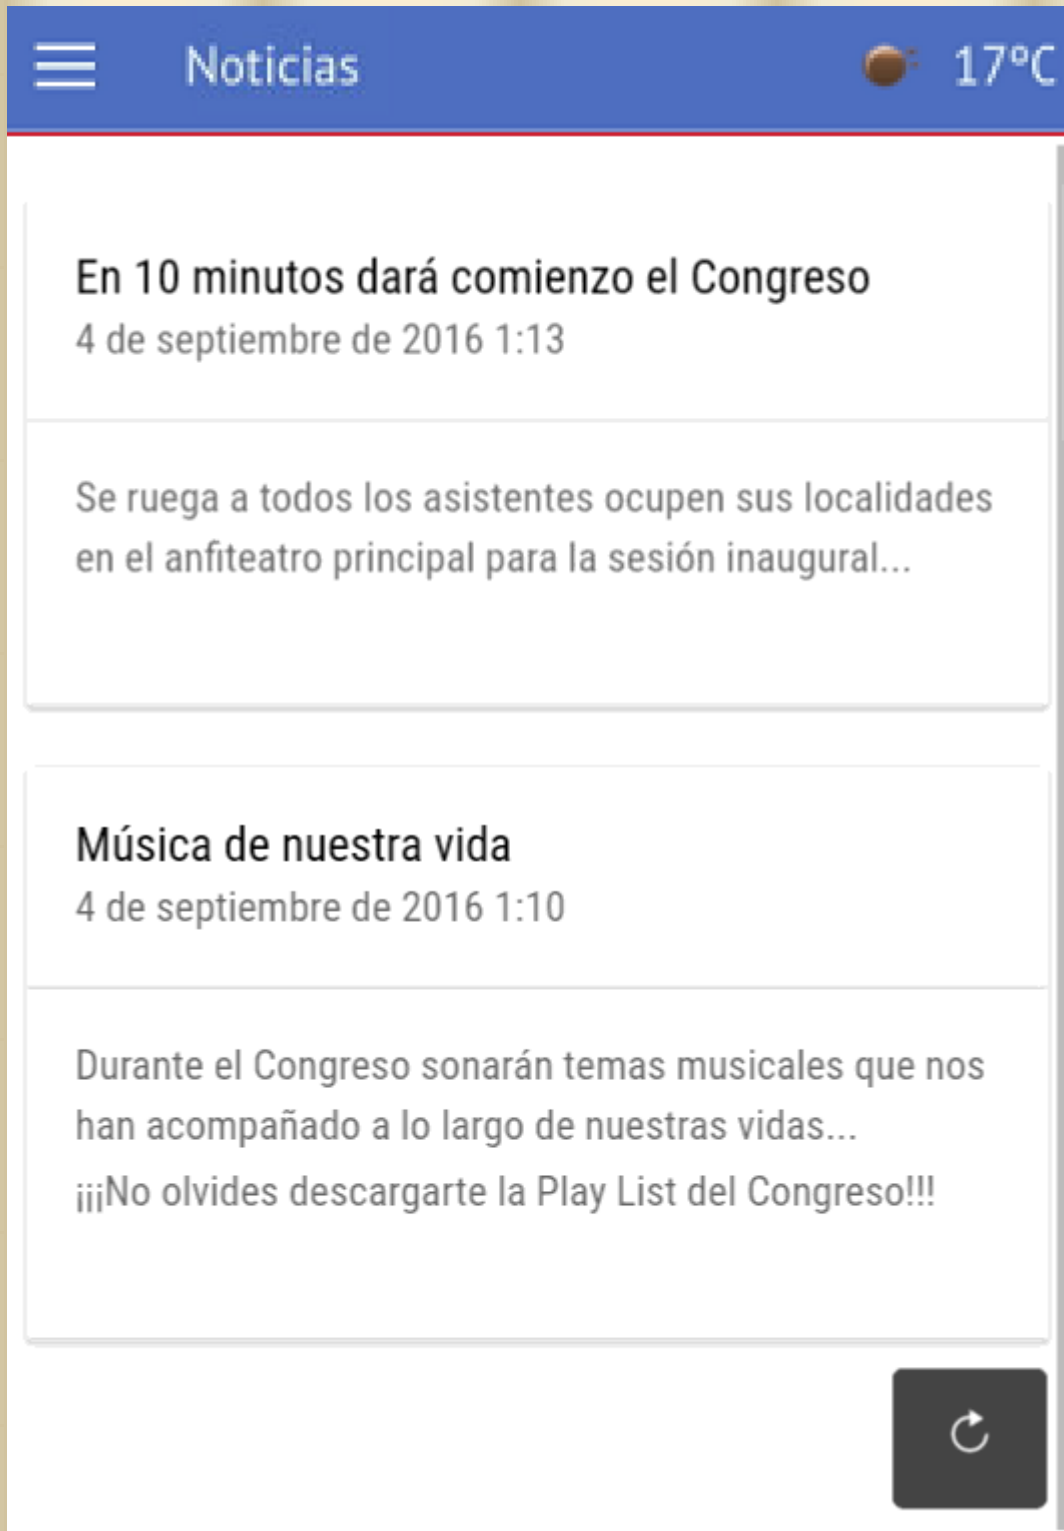 Noticias
17ºC
En 10 minutos dará comienzo el Congreso
4 de septiembre de 2016 1:13
Se ruega a todos los asistentes ocupen sus localidades
en el anfiteatro principal para la sesión inaugural...
Música de nuestra vida
4 de septiembre de 2016 1:10
Durante el Congreso sonarán temas musicales que nos
han acompañado a lo largo de nuestras vidas...
¡¡¡No olvides descargarte la Play List del Congreso!!!